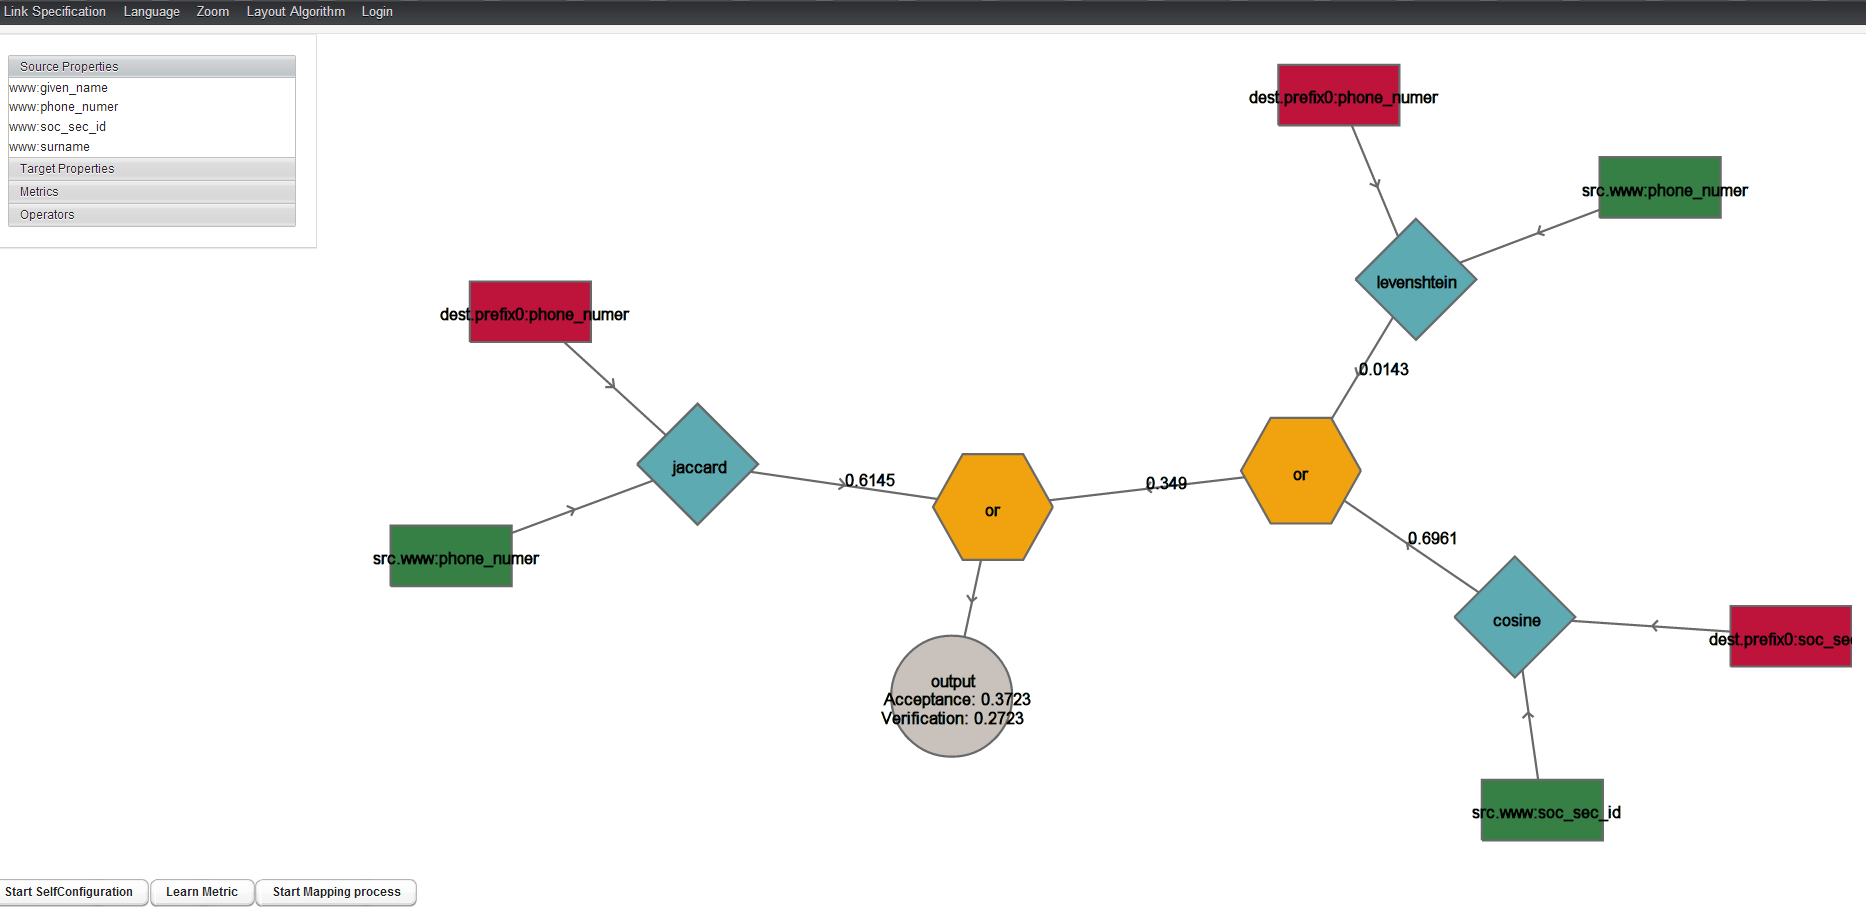 Link Specification Language Zoom Layout Algorithm Login
Source Properties
www:given_name
www:phone_numer
www:soc_sec_id
www:surname
Target Properties
Metrics
Operators
dest.prefix0:phone_numer
src.www:phone_numer
levenshtein
dest.prefix0:phone_numer
0.0143
jaccard
0.6145
or
0.349
or
0.6961
src.www:phone_numer
cosine
dest.prefix0:soc_se
output
Acceptance: 0.3723
Verification: 0.2723
src.www:soc_sec_id
Start SelfConfiguration Learn Metric Start Mapping process